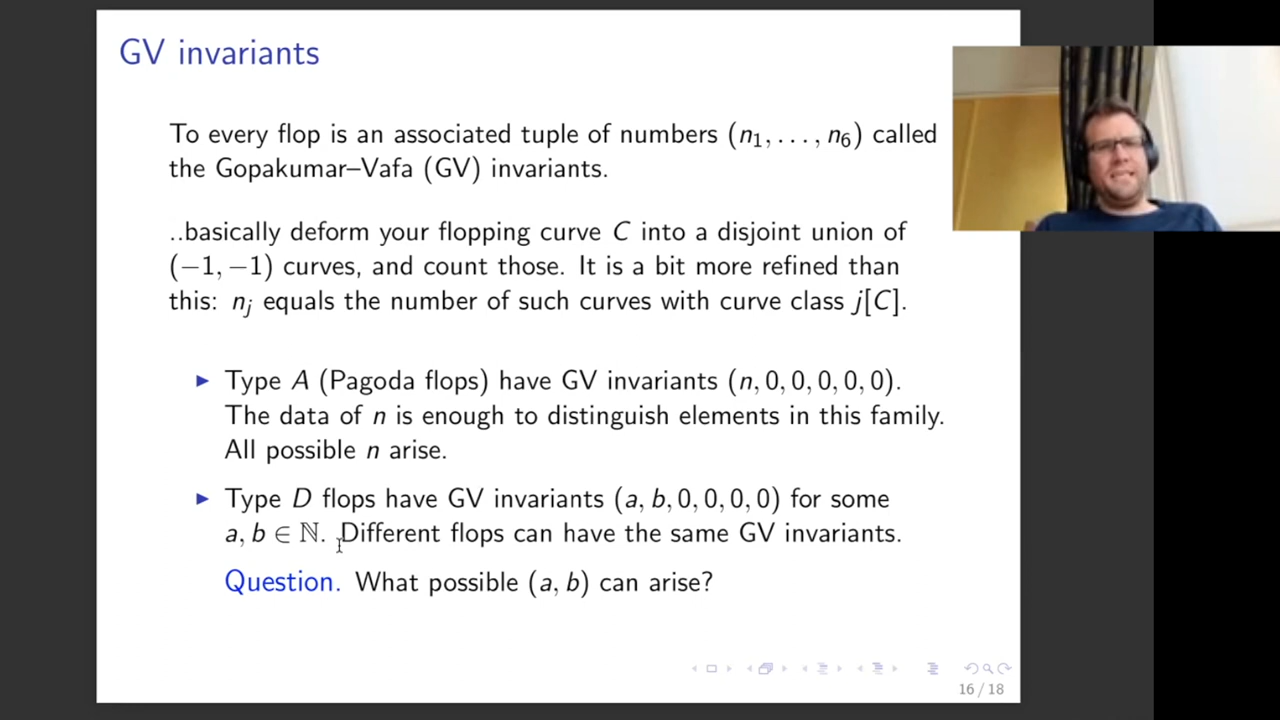 GV invariants
To every flop is an associated tuple of numbers (n₁, . . . , n₆) called
the Gopakumar–Vafa (GV) invariants.
..basically deform your flopping curve C into a disjoint union of
(−1, −1) curves, and count those. It is a bit more refined than
this: nⱼ equals the number of such curves with curve class j[C].
▶ Type A (Pagoda flops) have GV invariants (n, 0, 0, 0, 0, 0).
The data of n is enough to distinguish elements in this family.
All possible n arise.
▶ Type D flops have GV invariants (a, b, 0, 0, 0, 0) for some
a, b ∈ ℕ. Different flops can have the same GV invariants.
Question. What possible (a, b) can arise?
16 / 18